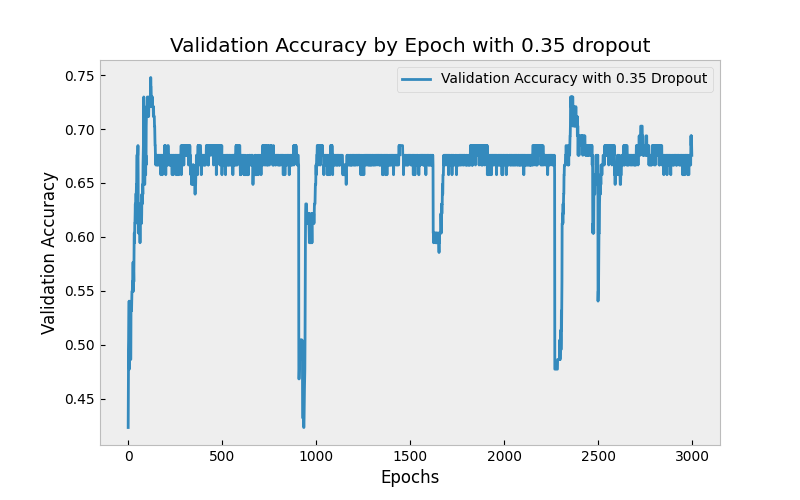 Validation Accuracy by Epoch with 0.35 dropout
Validation Accuracy with 0.35 Dropout
Validation Accuracy
0.75
0.70
0.65
0.60
0.55
0.50
0.45
0 500 1000 1500 2000 2500 3000
Epochs